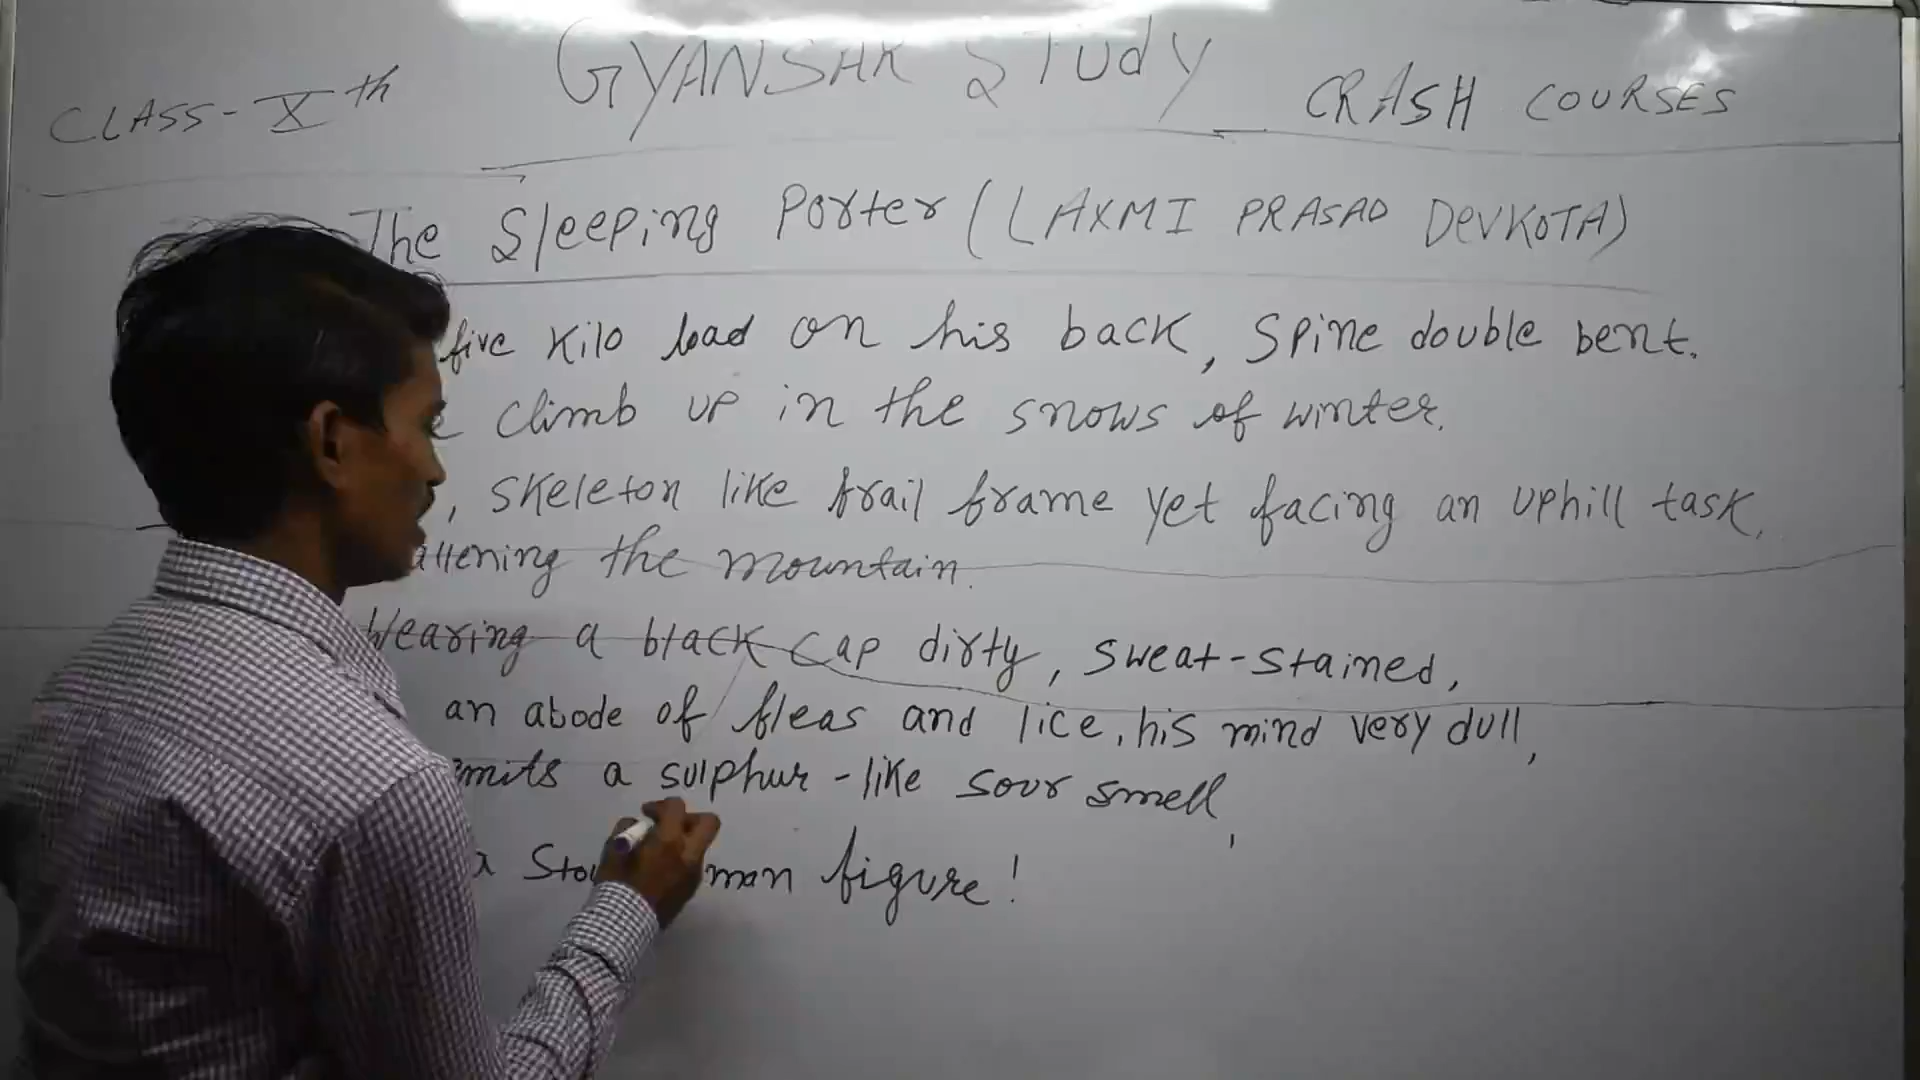 GYANSHR STUdY
CLASS-Xth CRASH COURSES
The Sleeping Porter (LAXMI PRASAD DEVKOTA)
five Kilo load on his back, Spine double bent.
climb up in the snows of winter.
, Skeleton like frail frame yet facing an uphill task,
the mountain.
Wearing a black cap dirty, sweat-stained,
an abode of fleas and lice, his mind very dull,
a sulphur-like sour smell,
figure!